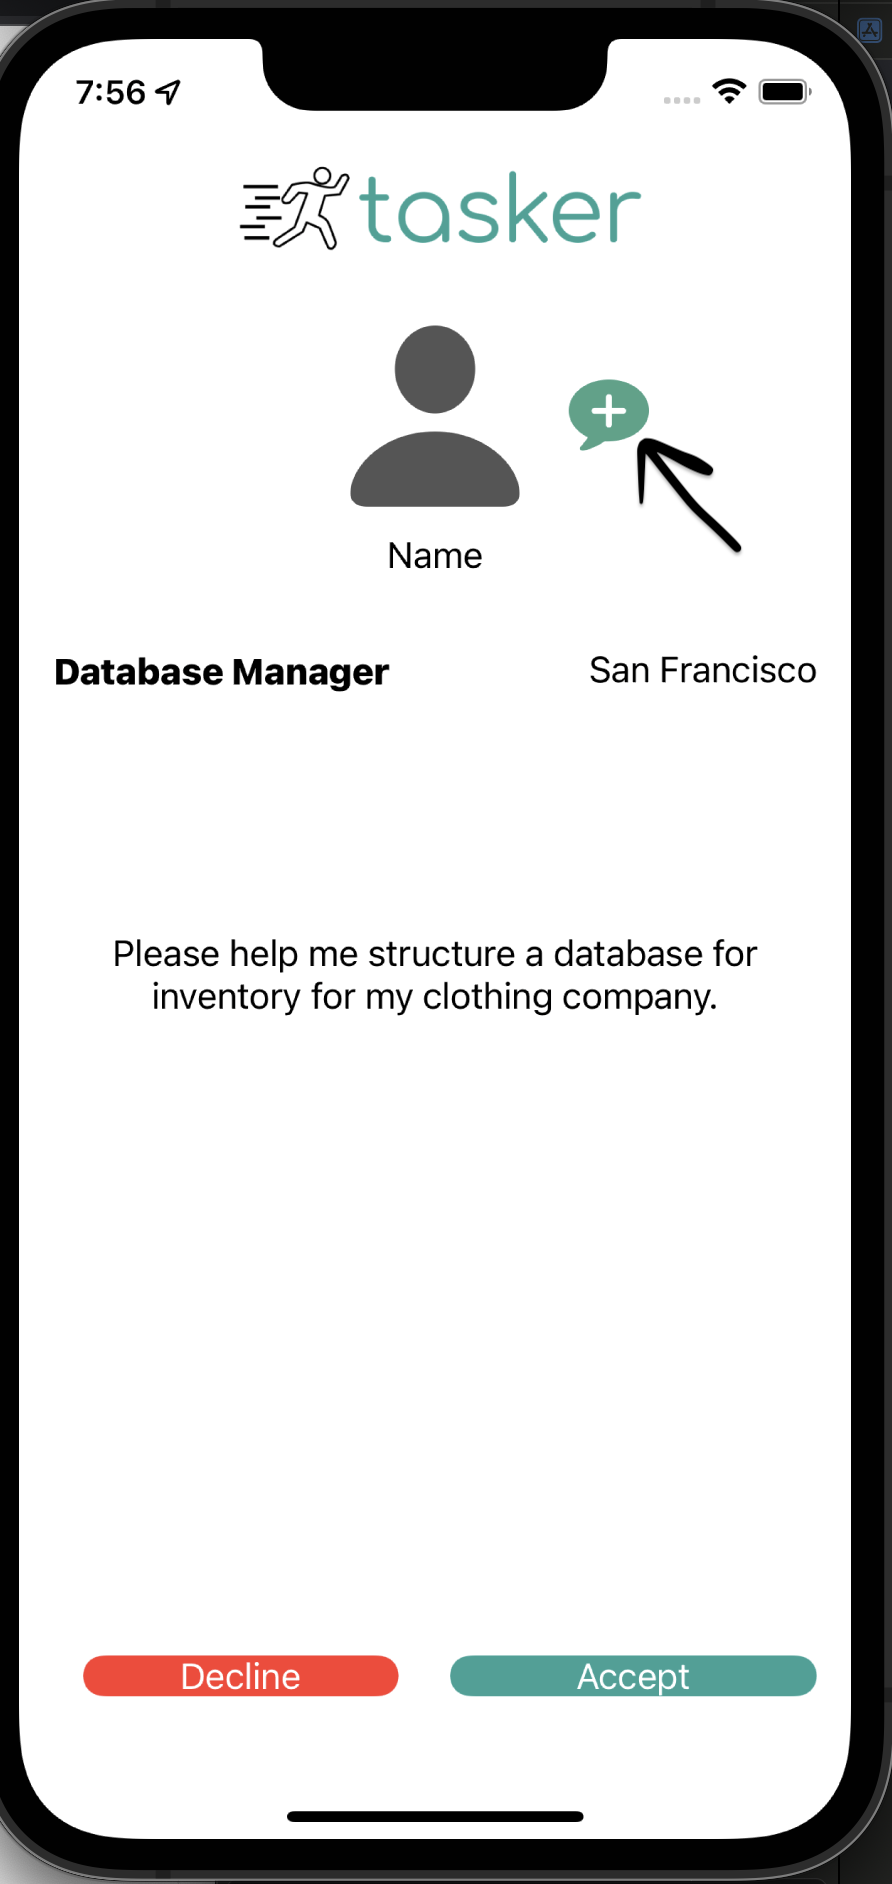 7:56
tasker
Name
Database Manager
San Francisco
Please help me structure a database for
inventory for my clothing company.
Decline
Accept